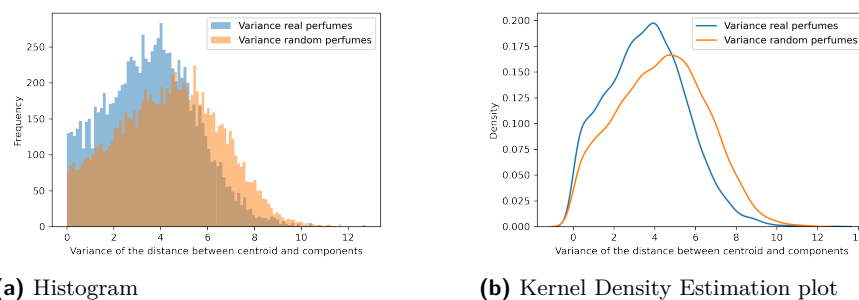 Variance real perfumes
Variance random perfumes
Frequency
250
200
150
100
50
0
0 2 4 6 8 10 12
Variance of the distance between centroid and components
(a) Histogram
Variance real perfumes
Variance random perfumes
Density
0.200
0.175
0.150
0.125
0.100
0.075
0.050
0.025
0.000
0 2 4 6 8 10 12
Variance of the distance between centroid and components
(b) Kernel Density Estimation plot